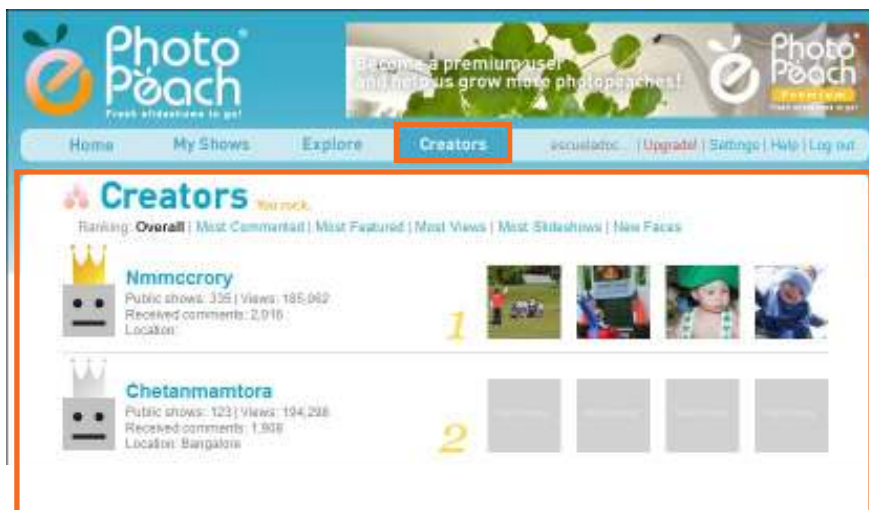 Photo
Peach
Fresh slideshows to go!
Become a premium user
and help us grow more photopeaches!
Photo
Peach
Premium
Home My Shows Explore Creators escueladoc... | Upgrade! | Settings | Help | Log out
Creators You rock.
Ranking: Overall | Most Commented | Most Featured | Most Views | Most Slideshows | New Faces
Nmmccrory
Public shows: 335 | Views: 185,062
Received comments: 2,016
Location:
1
Chetanmamtora
Public shows: 123 | Views: 194,298
Received comments: 1,908
Location: Bangalore
2